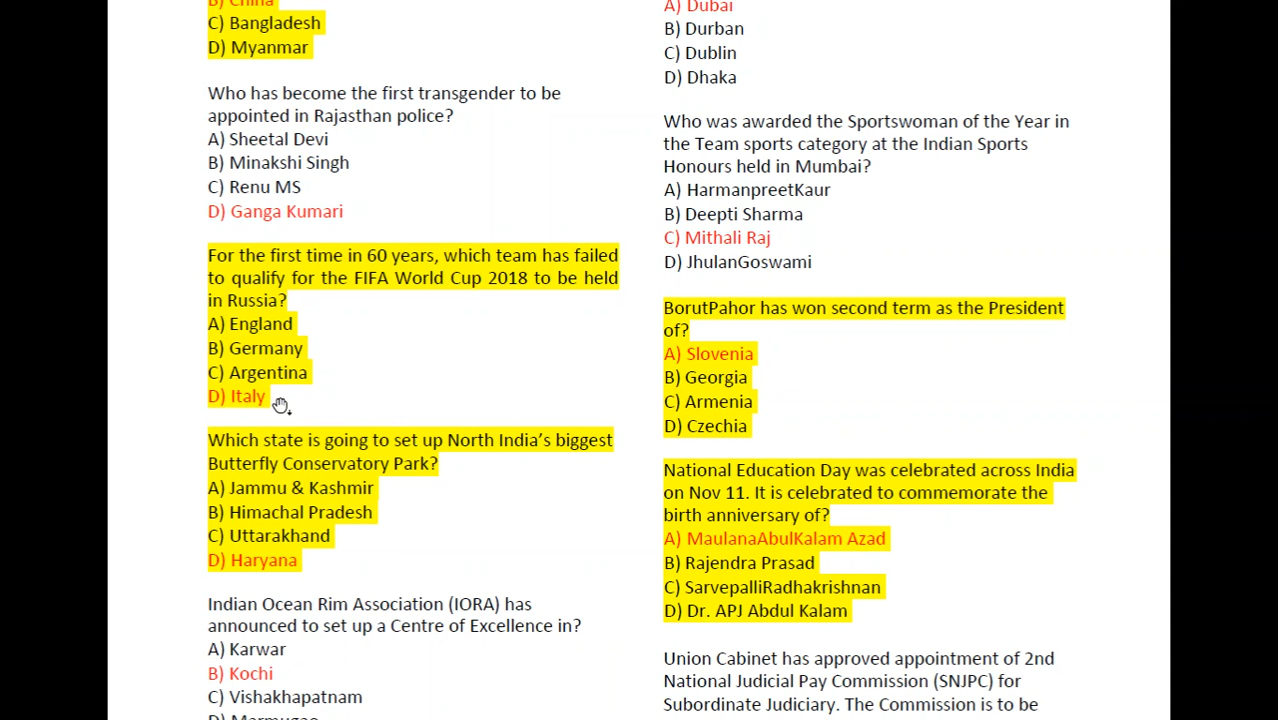 B) China
C) Bangladesh
D) Myanmar
Who has become the first transgender to be
appointed in Rajasthan police?
A) Sheetal Devi
B) Minakshi Singh
C) Renu MS
D) Ganga Kumari
For the first time in 60 years, which team has failed
to qualify for the FIFA World Cup 2018 to be held
in Russia?
A) England
B) Germany
C) Argentina
D) Italy
Which state is going to set up North India’s biggest
Butterfly Conservatory Park?
A) Jammu & Kashmir
B) Himachal Pradesh
C) Uttarakhand
D) Haryana
Indian Ocean Rim Association (IORA) has
announced to set up a Centre of Excellence in?
A) Karwar
B) Kochi
C) Vishakhapatnam
D) Marmugao
A) Dubai
B) Durban
C) Dublin
D) Dhaka
Who was awarded the Sportswoman of the Year in
the Team sports category at the Indian Sports
Honours held in Mumbai?
A) HarmanpreetKaur
B) Deepti Sharma
C) Mithali Raj
D) JhulanGoswami
BorutPahor has won second term as the President
of?
A) Slovenia
B) Georgia
C) Armenia
D) Czechia
National Education Day was celebrated across India
on Nov 11. It is celebrated to commemorate the
birth anniversary of?
A) MaulanaAbulKalam Azad
B) Rajendra Prasad
C) SarvepalliRadhakrishnan
D) Dr. APJ Abdul Kalam
Union Cabinet has approved appointment of 2nd
National Judicial Pay Commission (SNJPC) for
Subordinate Judiciary. The Commission is to be